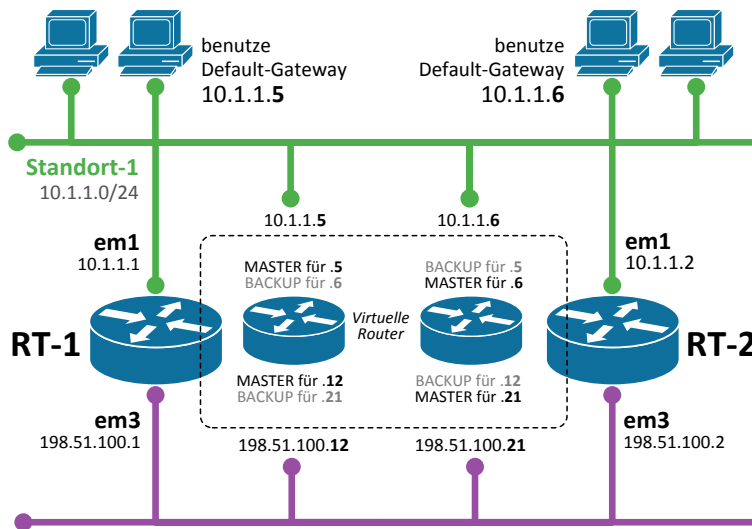 benutze
Default-Gateway
10.1.1.5
benutze
Default-Gateway
10.1.1.6
Standort-1
10.1.1.0/24
10.1.1.5
10.1.1.6
em1
10.1.1.1
em1
10.1.1.2
MASTER für .5
BACKUP für .6
BACKUP für .5
MASTER für .6
Virtuelle
Router
RT-1
RT-2
MASTER für .12
BACKUP für .21
BACKUP für .12
MASTER für .21
em3
198.51.100.1
198.51.100.12
198.51.100.21
em3
198.51.100.2